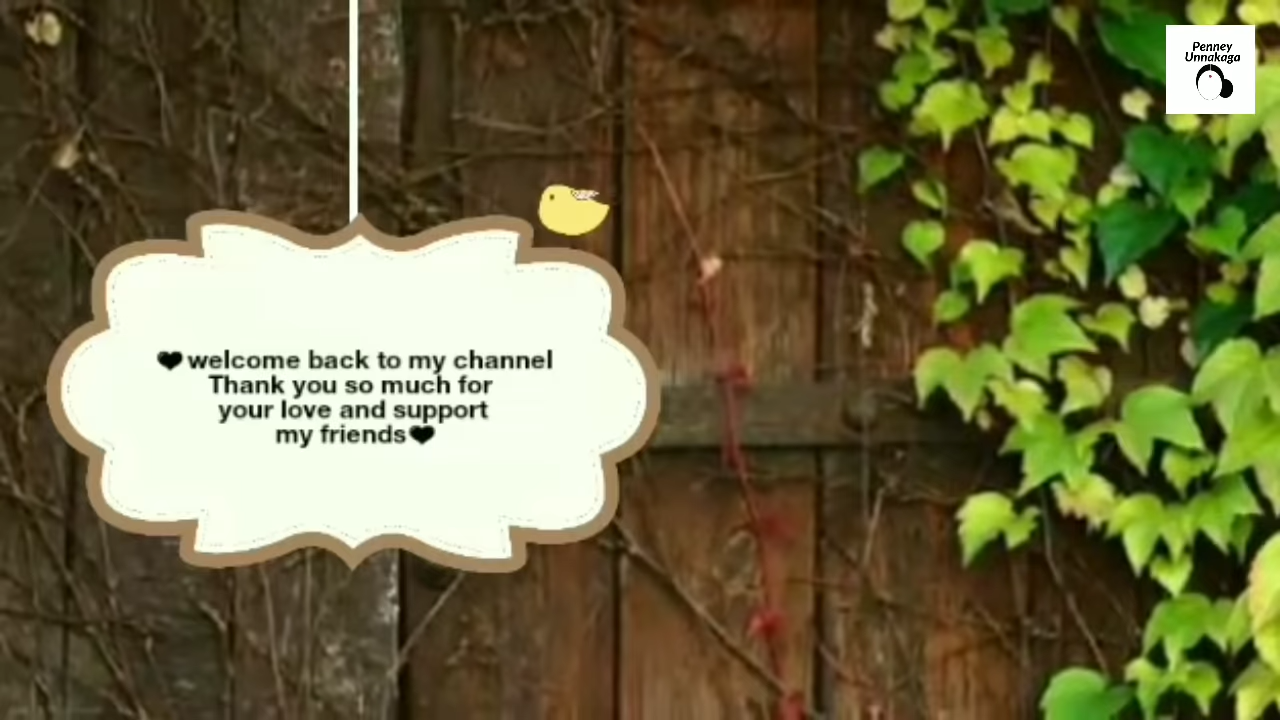 Penney
Unnakaga
🖤welcome back to my channel
Thank you so much for
your love and support
my friends🖤